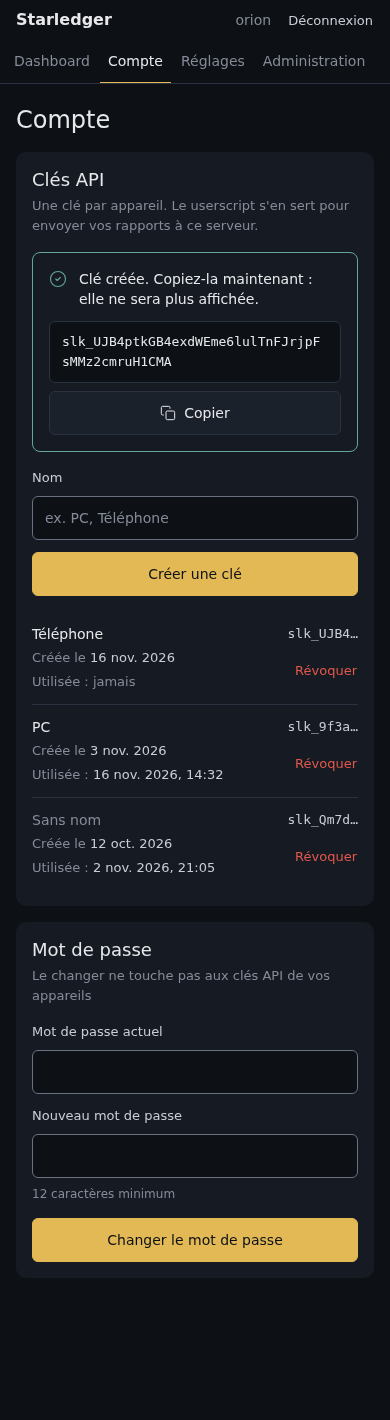 Starledger
orion
Déconnexion
Dashboard
Compte
Réglages
Administration
Compte
Clés API
Une clé par appareil. Le userscript s'en sert pour
envoyer vos rapports à ce serveur.
Clé créée. Copiez-la maintenant :
elle ne sera plus affichée.
slk_UJB4ptkGB4exdWEme6lulTnFJrjpF
sMMz2cmruH1CMA
Copier
Nom
ex. PC, Téléphone
Créer une clé
Téléphone
slk_UJB4…
Créée le 16 nov. 2026
Utilisée : jamais
Révoquer
PC
slk_9f3a…
Créée le 3 nov. 2026
Utilisée : 16 nov. 2026, 14:32
Révoquer
Sans nom
slk_Qm7d…
Créée le 12 oct. 2026
Utilisée : 2 nov. 2026, 21:05
Révoquer
Mot de passe
Le changer ne touche pas aux clés API de vos
appareils
Mot de passe actuel
Nouveau mot de passe
12 caractères minimum
Changer le mot de passe